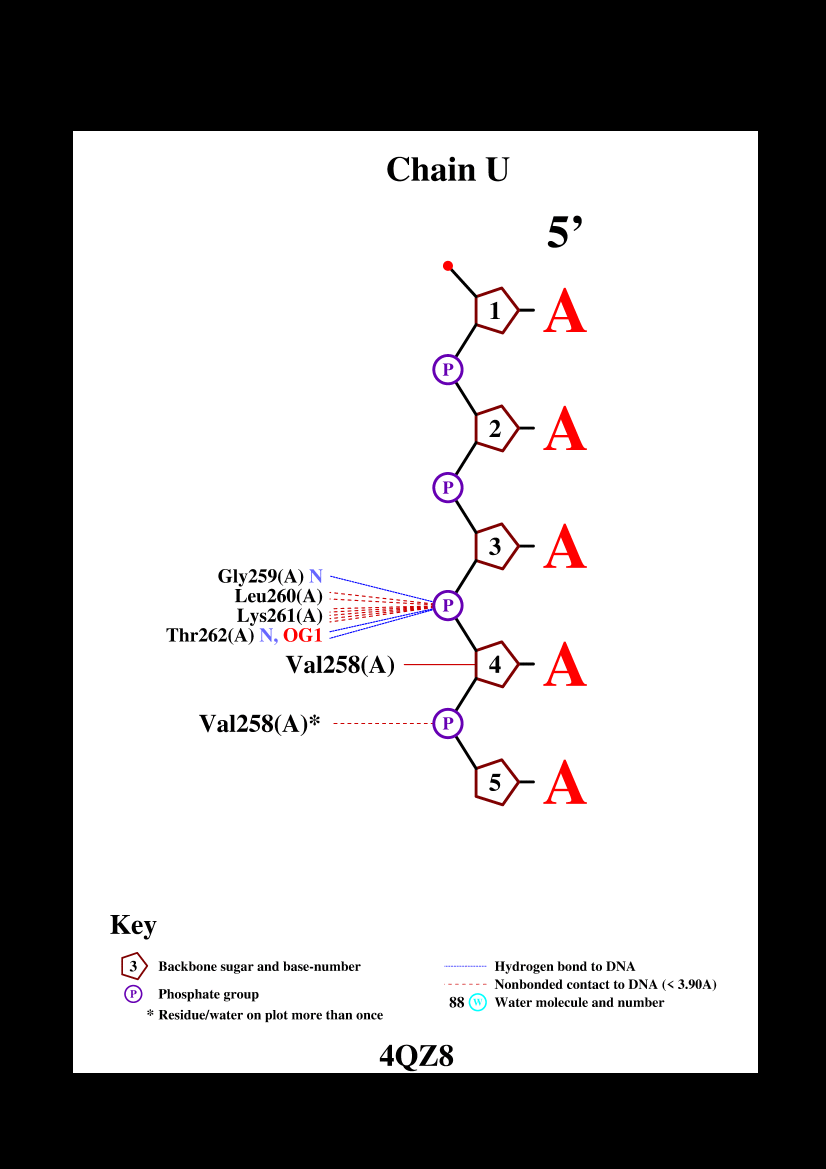 Chain U
5’
1 A
P
2 A
P
3 A
Gly259(A) N
Leu260(A)
P
Lys261(A)
Thr262(A) N, OG1
Val258(A) 4 A
Val258(A)* P
5 A
Key
3 Backbone sugar and base-number
P Phosphate group
* Residue/water on plot more than once
Hydrogen bond to DNA
Nonbonded contact to DNA (< 3.90A)
88 W Water molecule and number
4QZ8